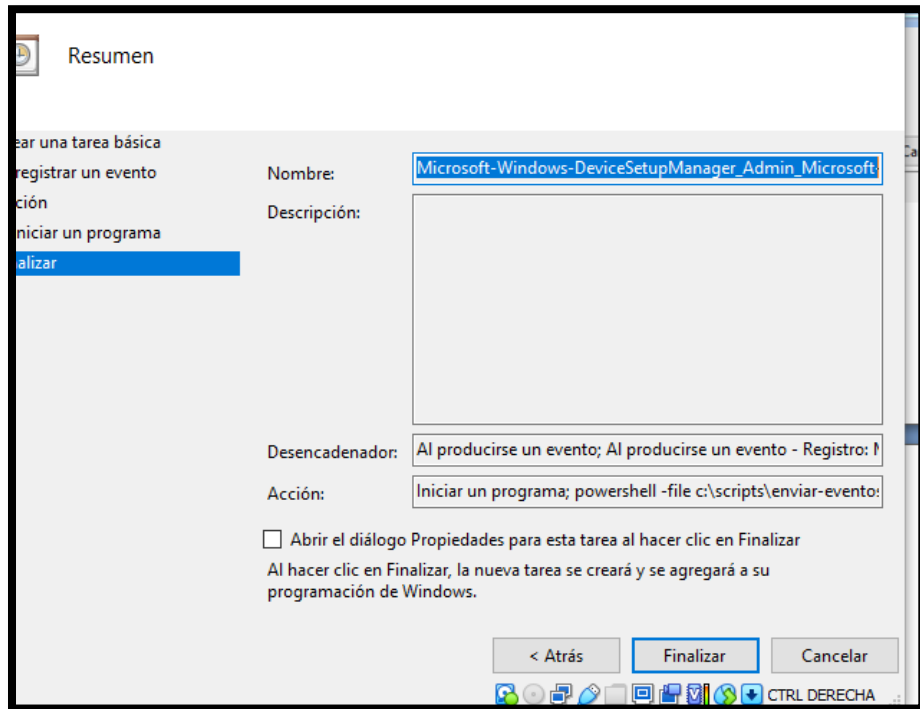 Resumen
ear una tarea básica
registrar un evento
ción
niciar un programa
alizar
Nombre:
Microsoft-Windows-DeviceSetupManager_Admin_Microsoft-
Descripción:
Desencadenador:
Al producirse un evento; Al producirse un evento - Registro: M
Acción:
Iniciar un programa; powershell -file c:\scripts\enviar-eventos
Abrir el diálogo Propiedades para esta tarea al hacer clic en Finalizar
Al hacer clic en Finalizar, la nueva tarea se creará y se agregará a su
programación de Windows.
< Atrás
Finalizar
Cancelar
CTRL DERECHA
Ca